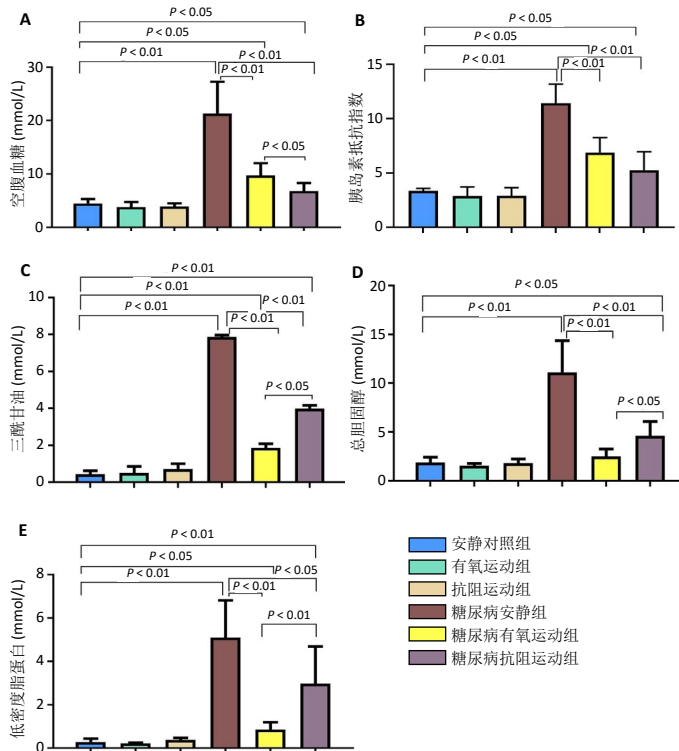 A
P < 0.05
P < 0.05
P < 0.01
P < 0.01
P < 0.01
P < 0.05
空腹血糖 (mmol/L)
30
20
10
0
B
P < 0.05
P < 0.05
P < 0.01
P < 0.01
P < 0.01
胰岛素抵抗指数
15
10
5
0
C
P < 0.01
P < 0.01
P < 0.01
P < 0.01
P < 0.01
P < 0.05
三酰甘油 (mmol/L)
8
6
4
2
0
D
P < 0.05
P < 0.01
P < 0.01
P < 0.01
P < 0.05
总胆固醇 (mmol/L)
20
15
10
5
0
E
P < 0.01
P < 0.05
P < 0.01
P < 0.05
P < 0.01
P < 0.01
低密度脂蛋白 (mmol/L)
8
6
4
2
0
安静对照组
有氧运动组
抗阻运动组
糖尿病安静组
糖尿病有氧运动组
糖尿病抗阻运动组